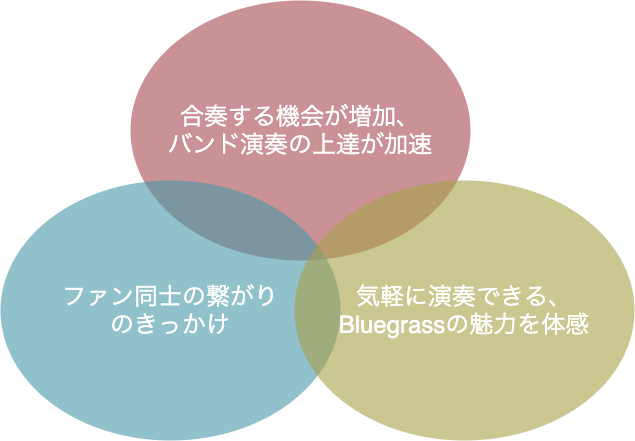 合奏する機会が増加、
バンド演奏の上達が加速
ファン同士の繋がり
のきっかけ
気軽に演奏できる、
Bluegrassの魅力を体感